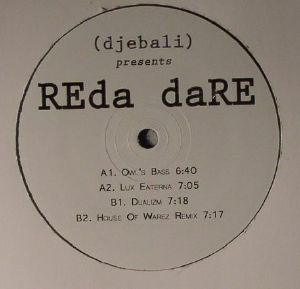 (djebali)
presents
REda daRE
A1. Owl's Bass 6:40
A2. Lux Eaterna 7:05
B1. Dualizm 7:18
B2. House Of Warez Remix 7:17